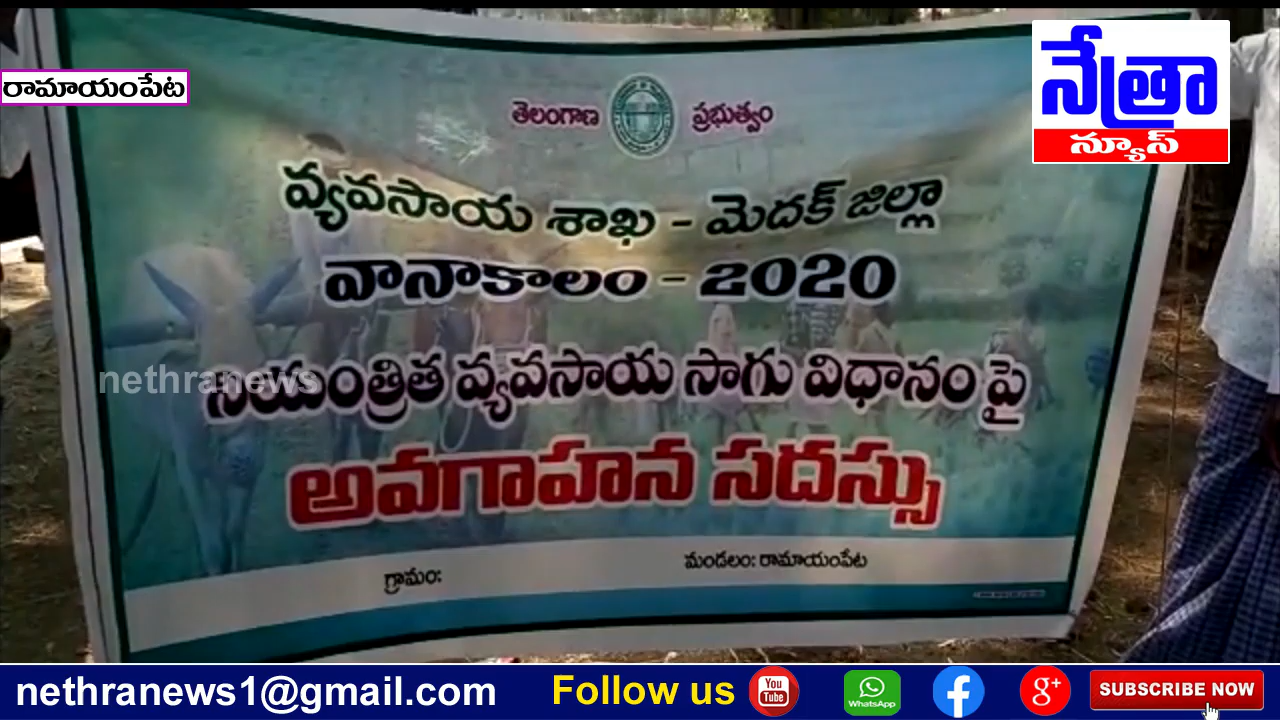 రామాయంపేట
నేత్రా
న్యూస్
తెలంగాణ ప్రభుత్వం
వ్యవసాయ శాఖ - మెదక్ జిల్లా
వానాకాలం - 2020
నియంత్రిత వ్యవసాయ సాగు విధానం పై
nethranews
అవగాహన సదస్సు
గ్రామం: మండలం: రామాయంపేట
nethranews1@gmail.com Follow us You Tube WhatsApp f g+ SUBSCRIBE NOW